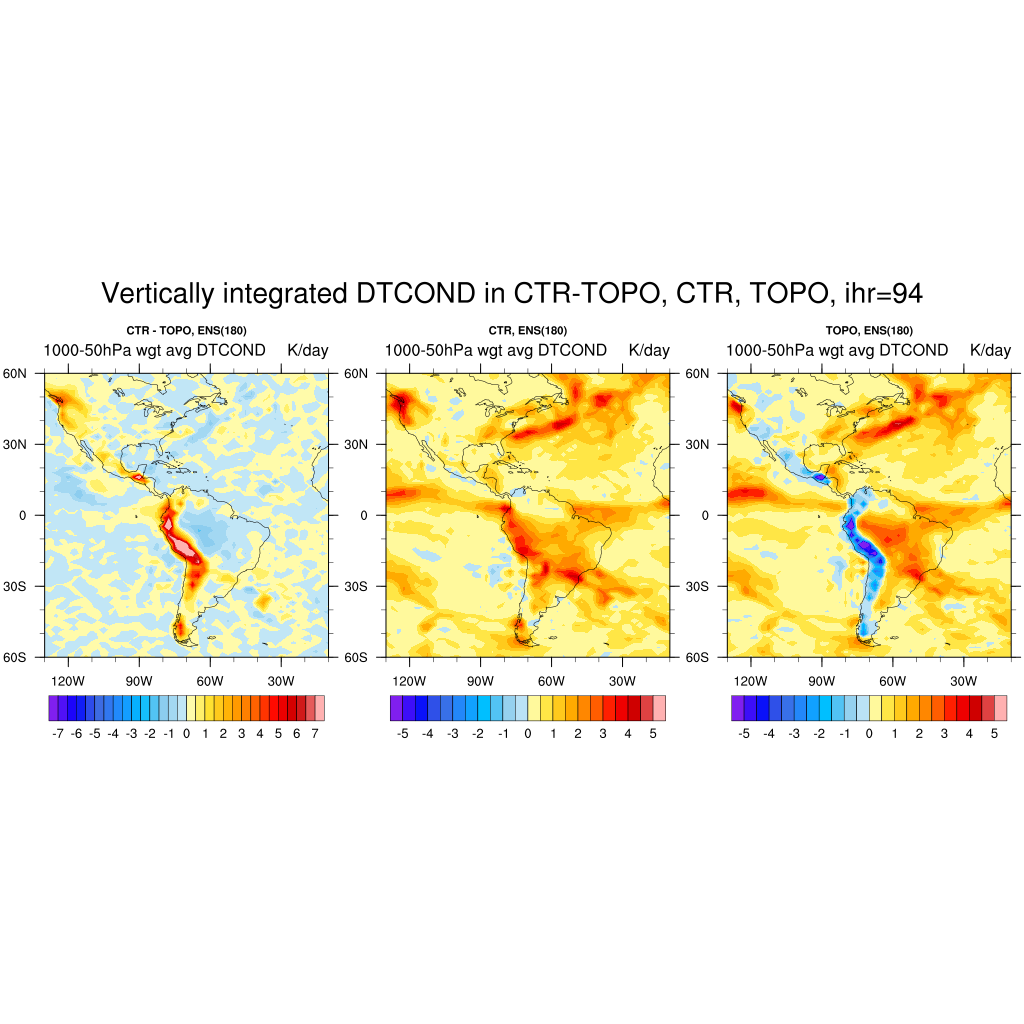 Vertically integrated DTCOND in CTR-TOPO, CTR, TOPO, ihr=94
CTR - TOPO, ENS(180)
1000-50hPa wgt avg DTCOND K/day
60N
30N
0
30S
60S
120W 90W 60W 30W
-7 -6 -5 -4 -3 -2 -1 0 1 2 3 4 5 6 7
CTR, ENS(180)
1000-50hPa wgt avg DTCOND K/day
60N
30N
0
30S
60S
120W 90W 60W 30W
-5 -4 -3 -2 -1 0 1 2 3 4 5
TOPO, ENS(180)
1000-50hPa wgt avg DTCOND K/day
60N
30N
0
30S
60S
120W 90W 60W 30W
-5 -4 -3 -2 -1 0 1 2 3 4 5